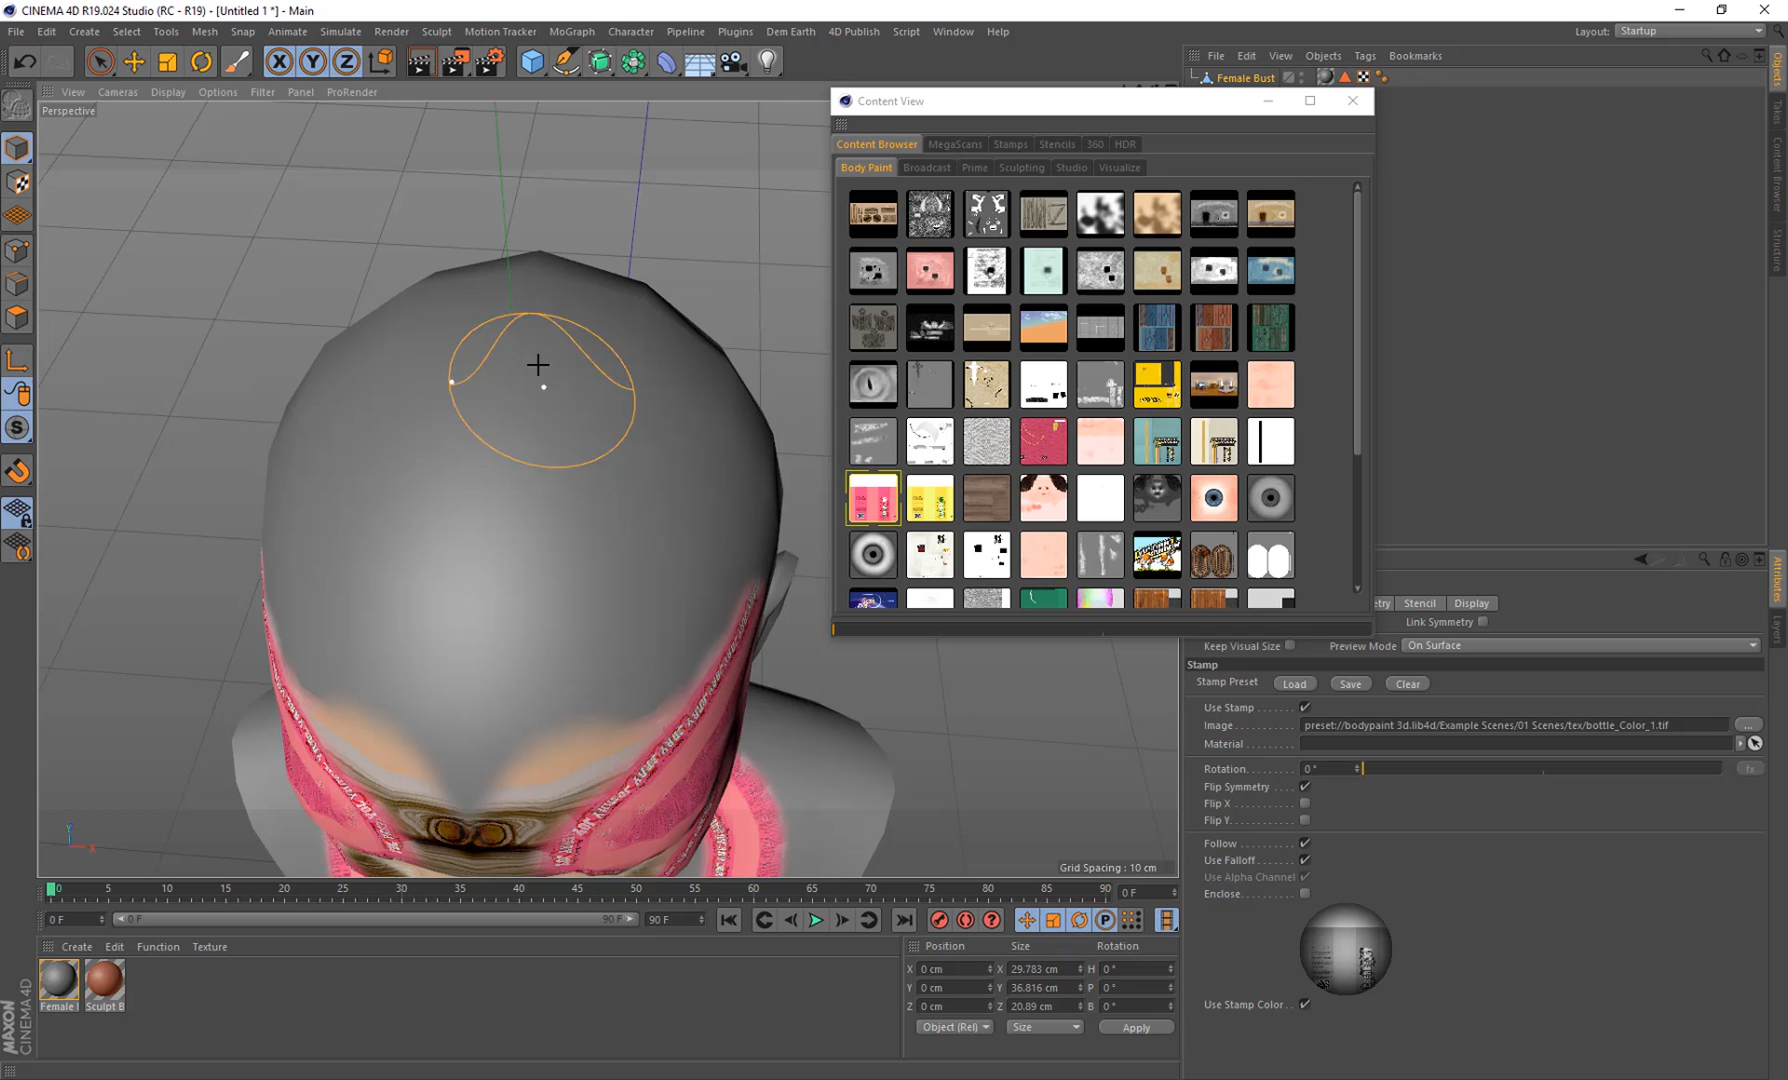 CINEMA 4D R19.024 Studio (RC - R19) - [Untitled 1 *] - Main
File Edit Create Select Tools Mesh Snap Animate Simulate Render Sculpt Motion Tracker MoGraph Character Pipeline Plugins Dem Earth 4D Publish Script Window Help
Layout: Startup
X Y Z
File Edit View Objects Tags Bookmarks
Female Bust
View Cameras Display Options Filter Panel ProRender
Perspective
Content View
Content Browser MegaScans Stamps Stencils 360 HDR
Body Paint Broadcast Prime Sculpting Studio Visualize
Objects
Takes
Content Browser
Structure
Attributes
Layers
Stencil Display
Link Symmetry
Keep Visual Size Preview Mode On Surface
Stamp
Stamp Preset Load Save Clear
Use Stamp
Image preset://bodypaint 3d.lib4d/Example Scenes/01 Scenes/tex/bottle_Color_1.tif ...
Material
Rotation 0 °
Flip Symmetry
Flip X
Flip Y
Follow
Use Falloff
Use Alpha Channel
Enclose
Use Stamp Color
Y
X
Grid Spacing : 10 cm
0 5 10 15 20 25 30 35 40 45 50 55 60 65 70 75 80 85 90 0 F
0 F 0 F 90 F 90 F
Create Edit Function Texture
Female I Sculpt B
Position Size Rotation
X 0 cm X 29.783 cm H 0 °
Y 0 cm Y 36.816 cm P 0 °
Z 0 cm Z 20.89 cm B 0 °
Object (Rel) Size Apply
MAXON
CINEMA 4D